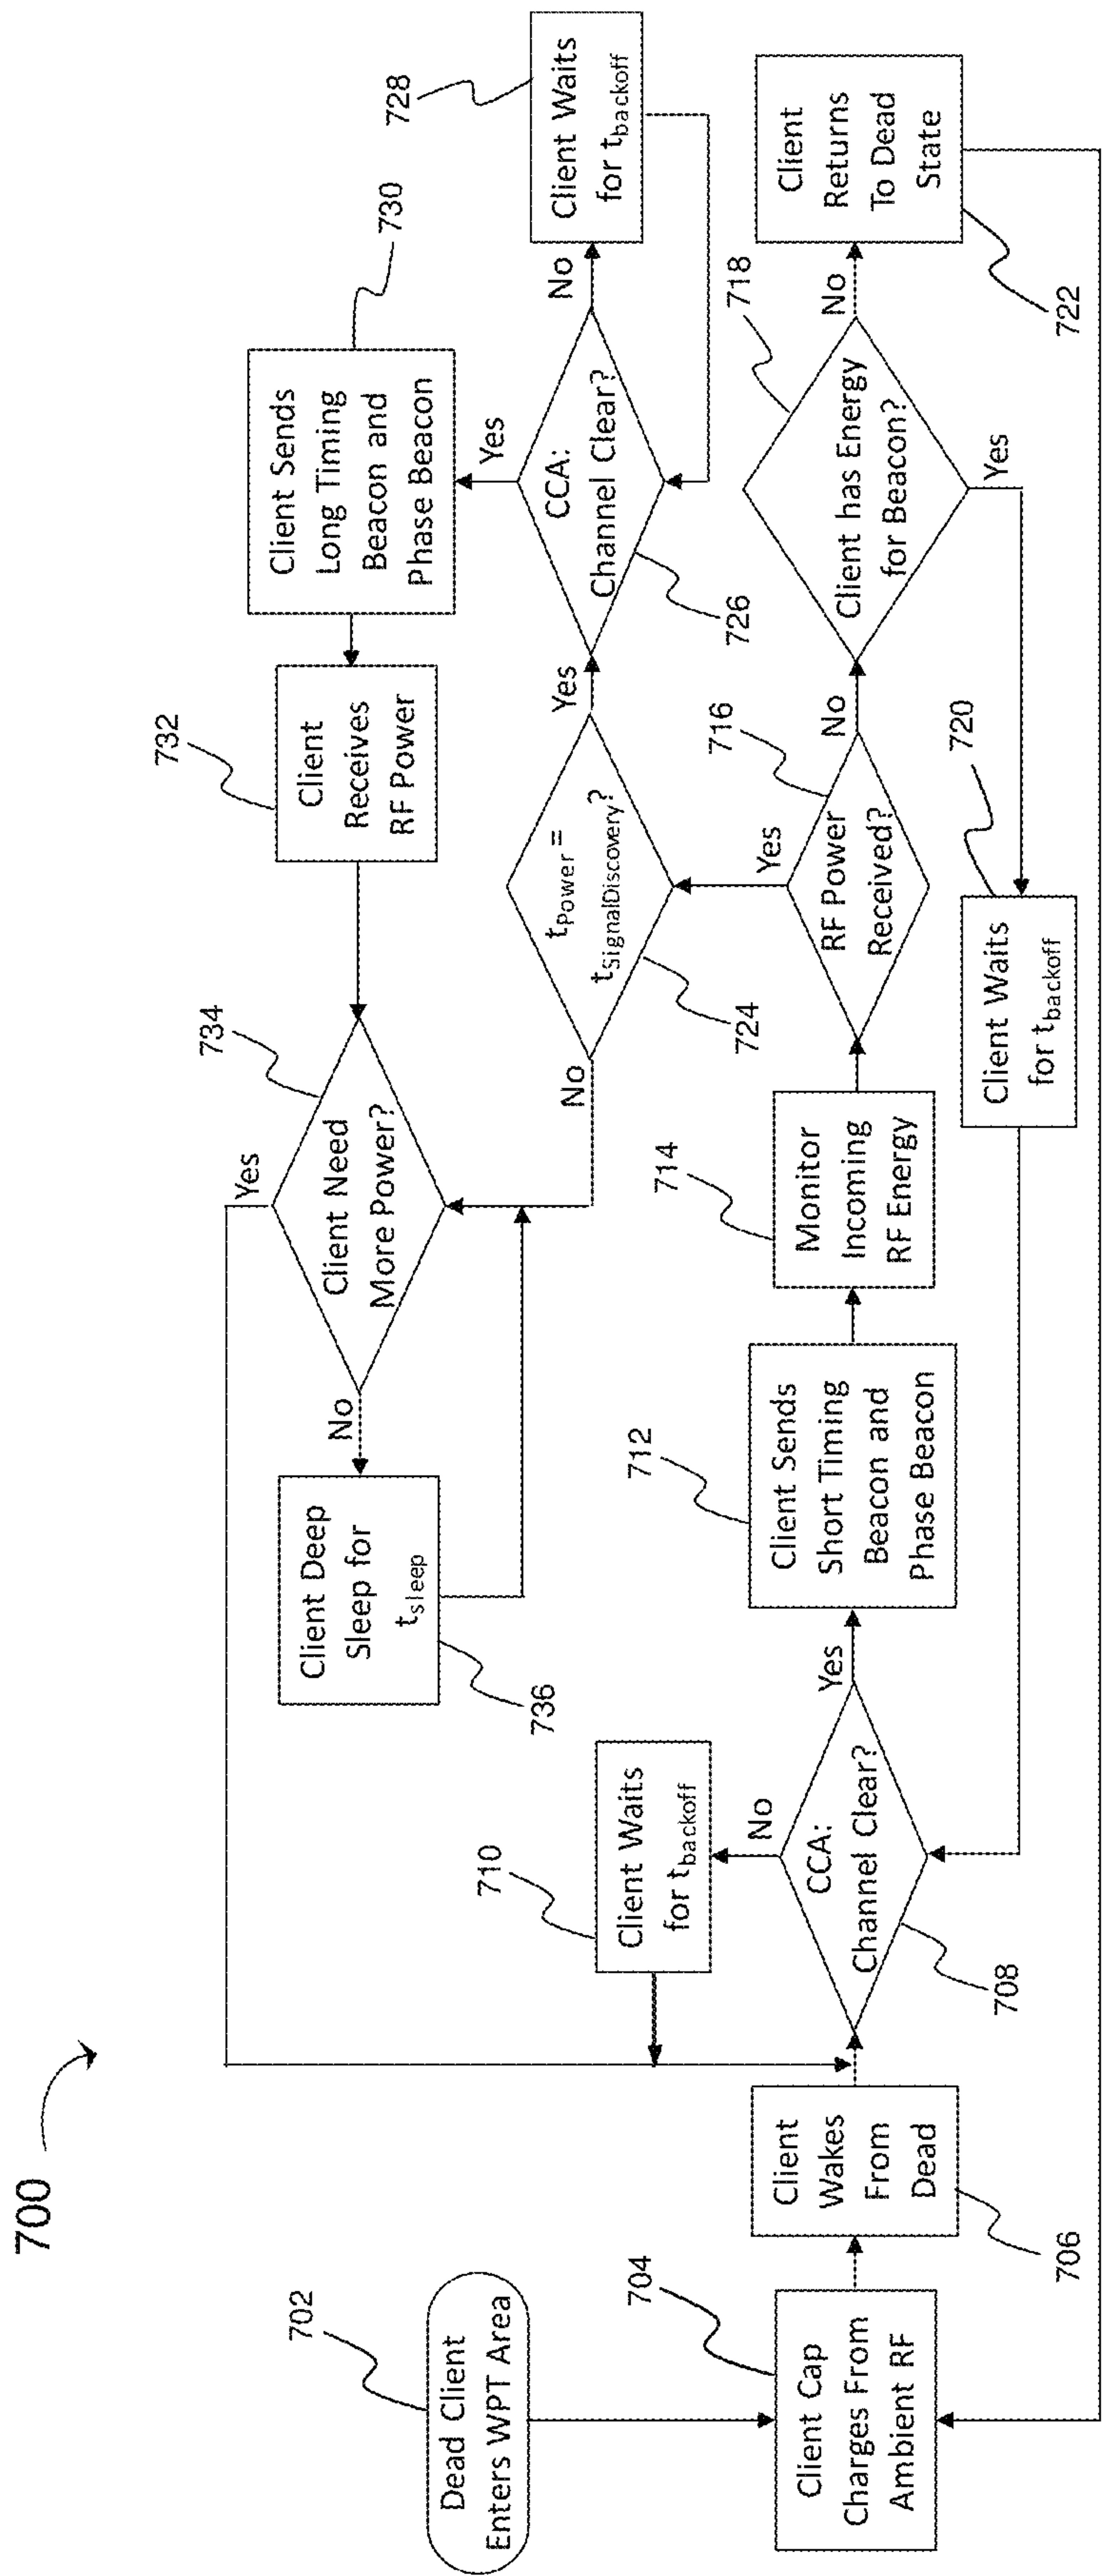 700
702
Dead Client
Enters WPT Area
704
Client Cap
Charges From
Ambient RF
706
Client
Wakes
From
Dead
708
CCA:
Channel Clear?
No
Yes
710
Client Waits
for tbackoff
712
Client Sends
Short Timing
Beacon and
Phase Beacon
714
Monitor
Incoming
RF Energy
716
RF Power
Received?
Yes
No
718
Client has Energy
for Beacon?
Yes
No
720
Client Waits
for tbackoff
722
Client
Returns
To Dead
State
724
tPower =
tSignalDiscovery?
No
Yes
726
CCA:
Channel Clear?
No
Yes
728
Client Waits
for tbackoff
730
Client Sends
Long Timing
Beacon and
Phase Beacon
732
Client
Receives
RF Power
734
Client Need
More Power?
Yes
No
736
Client Deep
Sleep for
tsleep